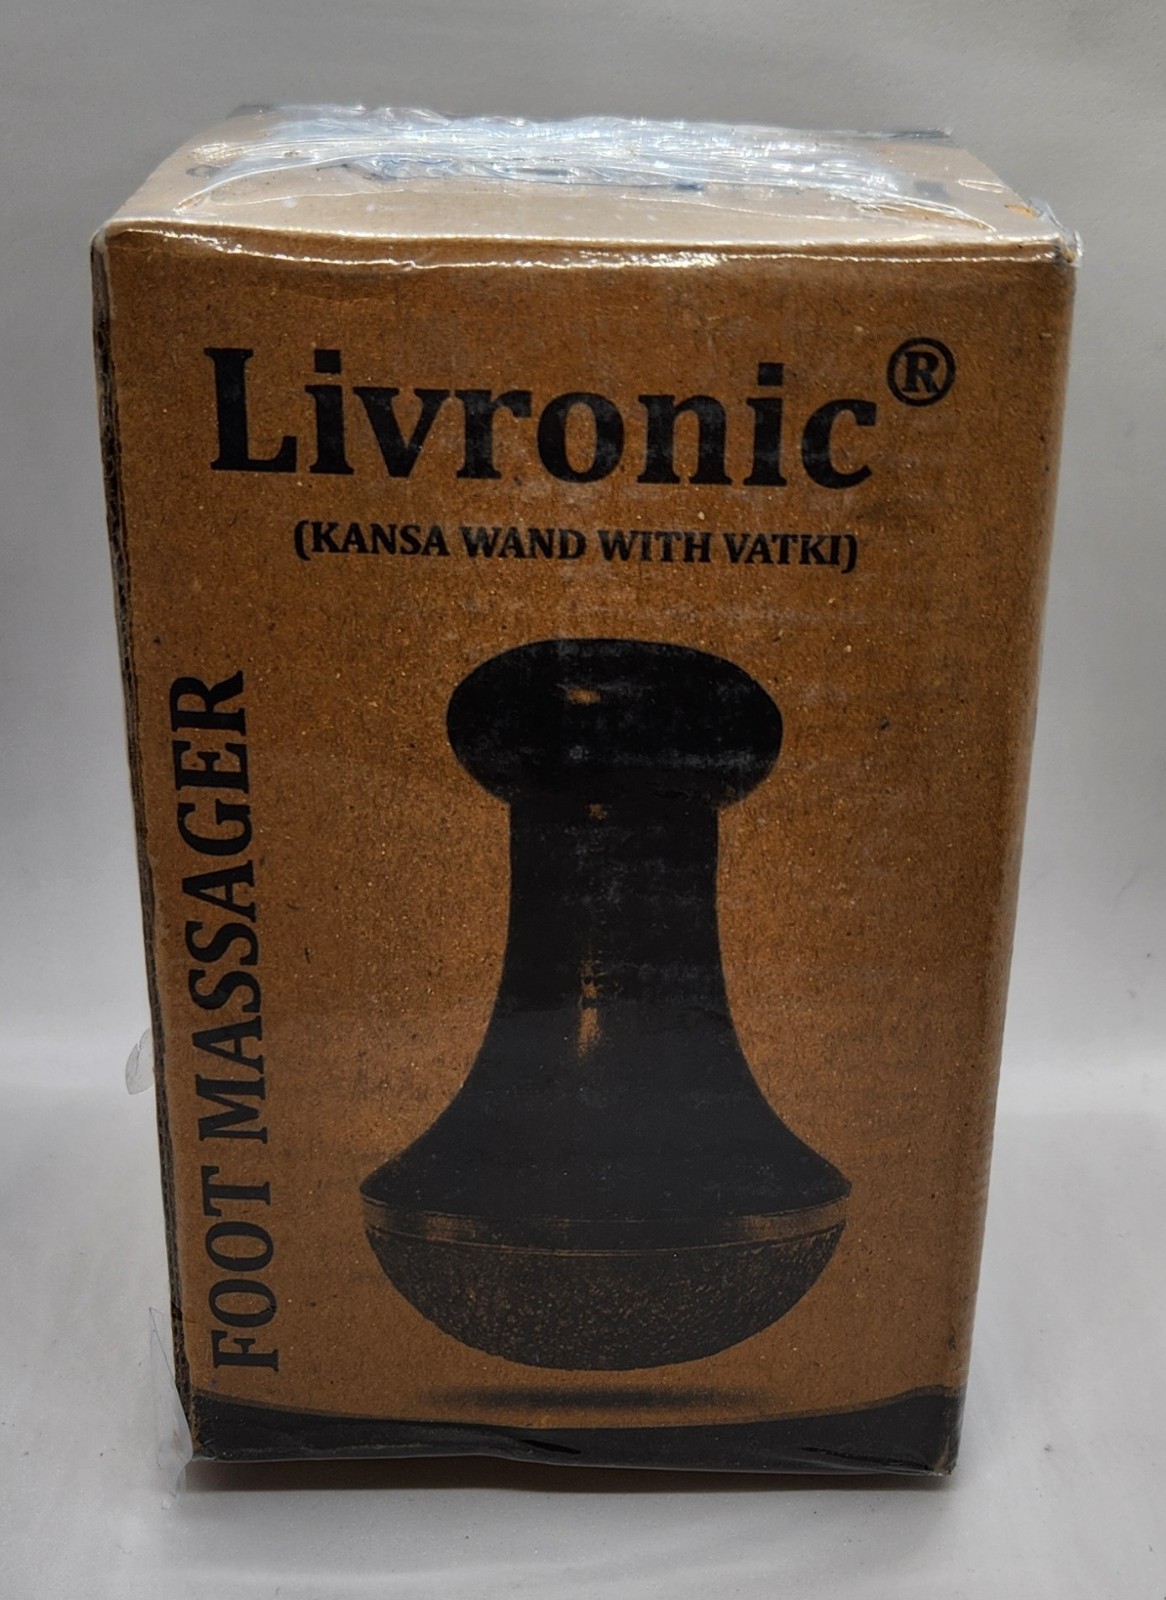 Livronic®
(KANSA WAND WITH VATKI)
FOOT MASSAGER